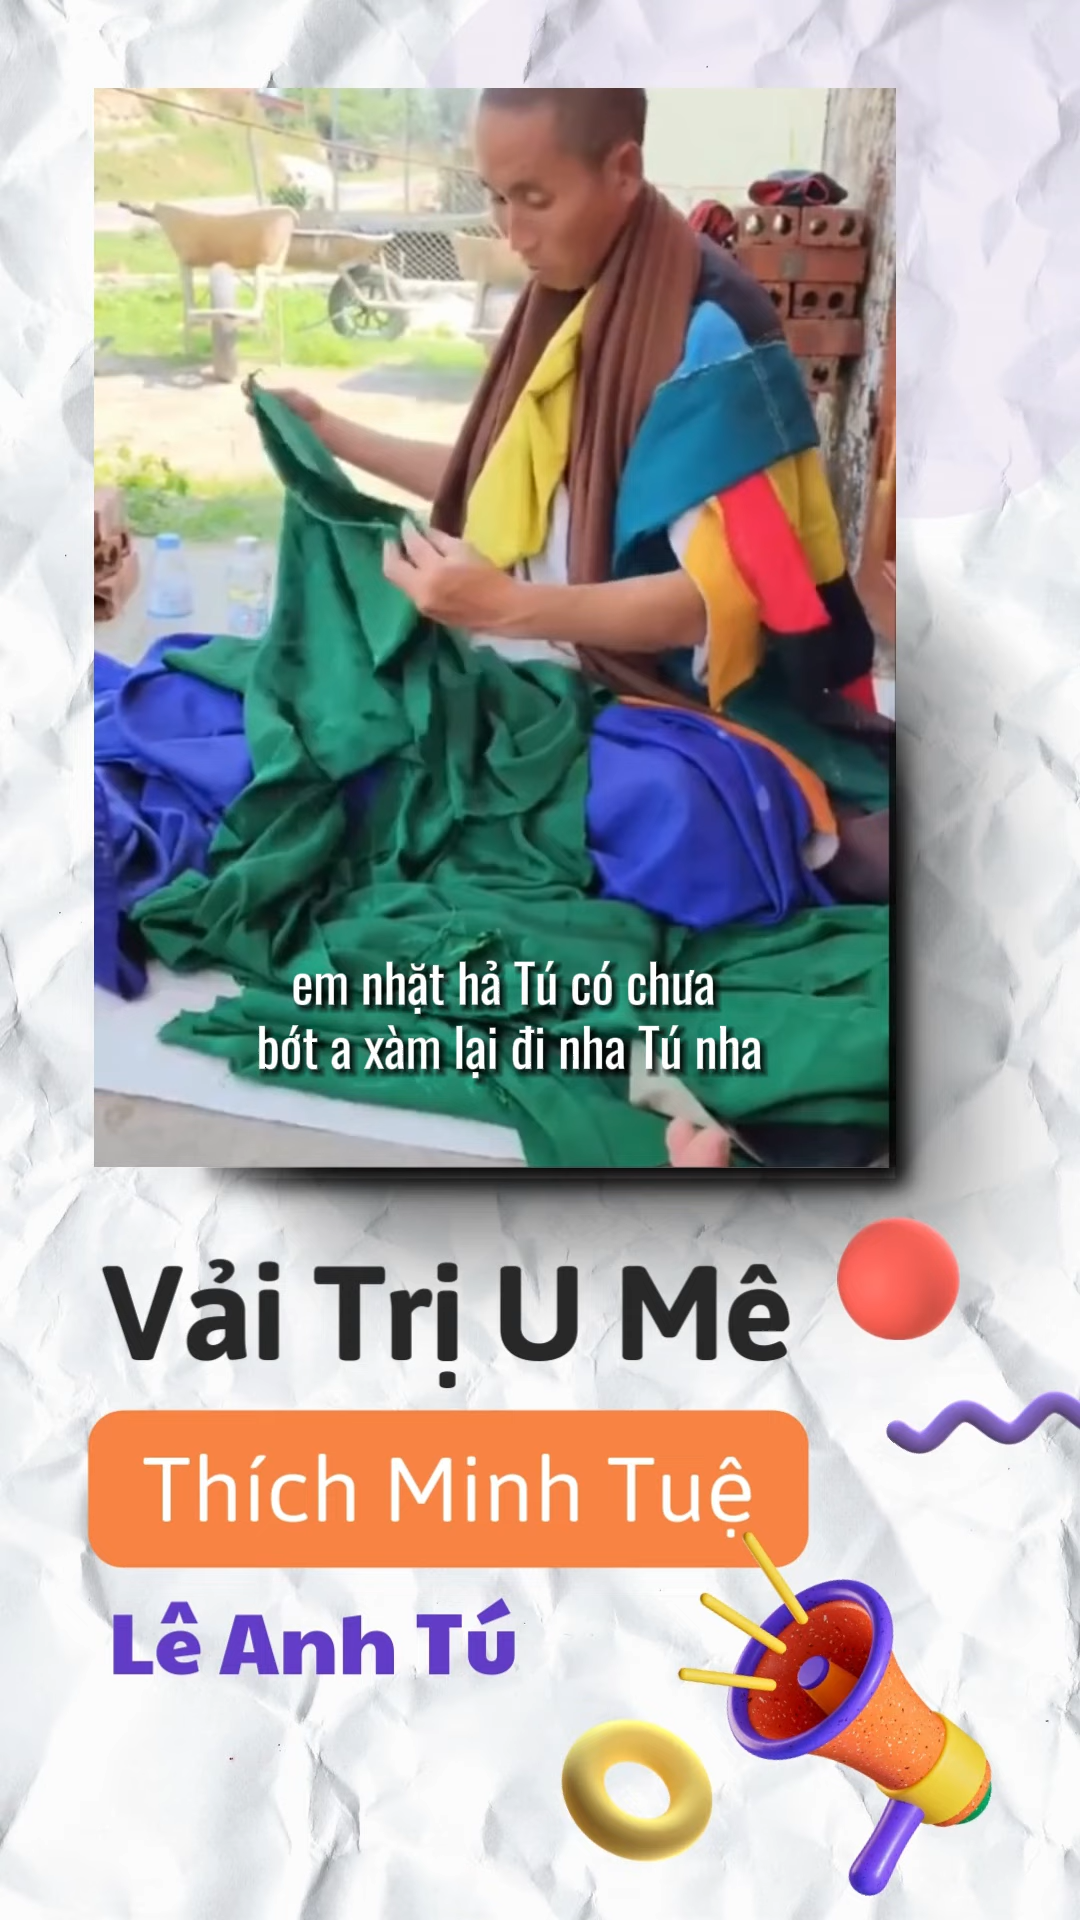 em nhặt hả Tú có chưa
bớt a xàm lại đi nha Tú nha
Vải Trị U Mê
Thích Minh Tuệ
Lê Anh Tú